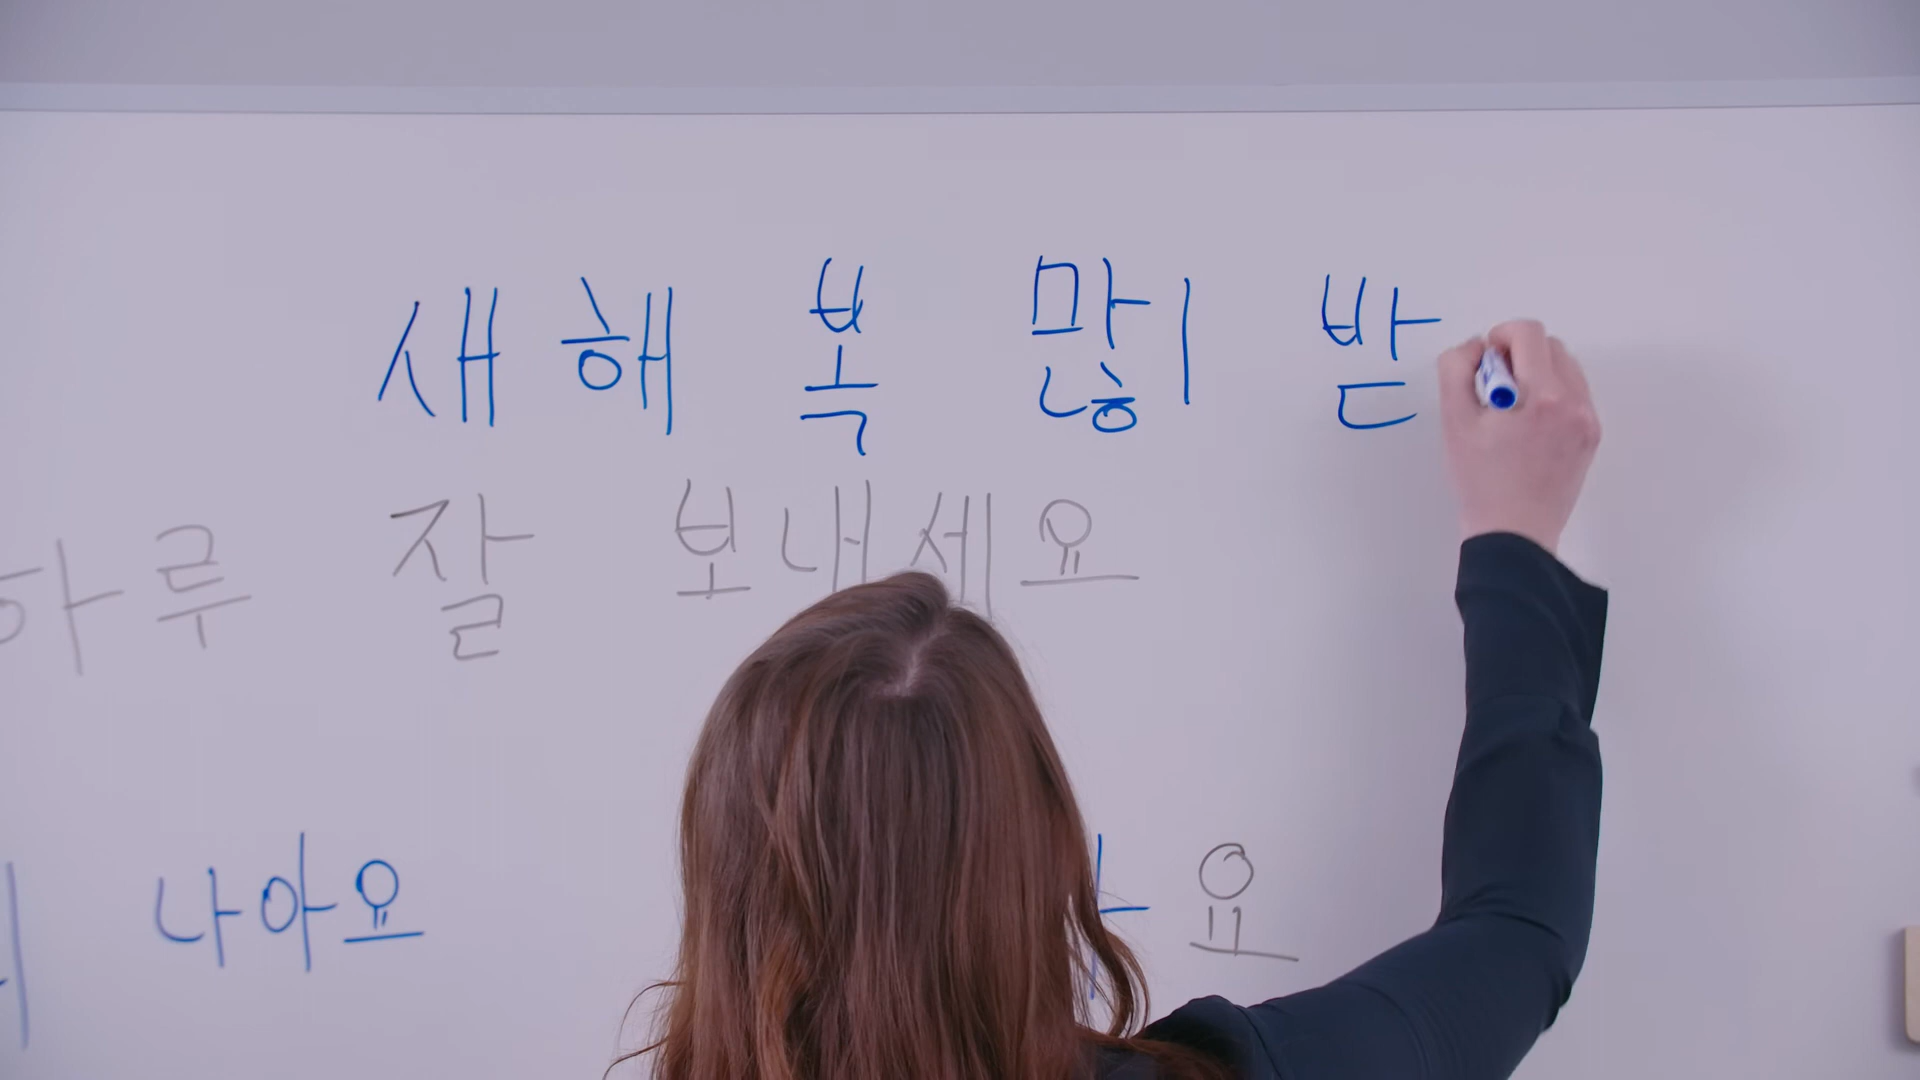 새해 복 많이 받
하루 잘 보내세요
나아요 요